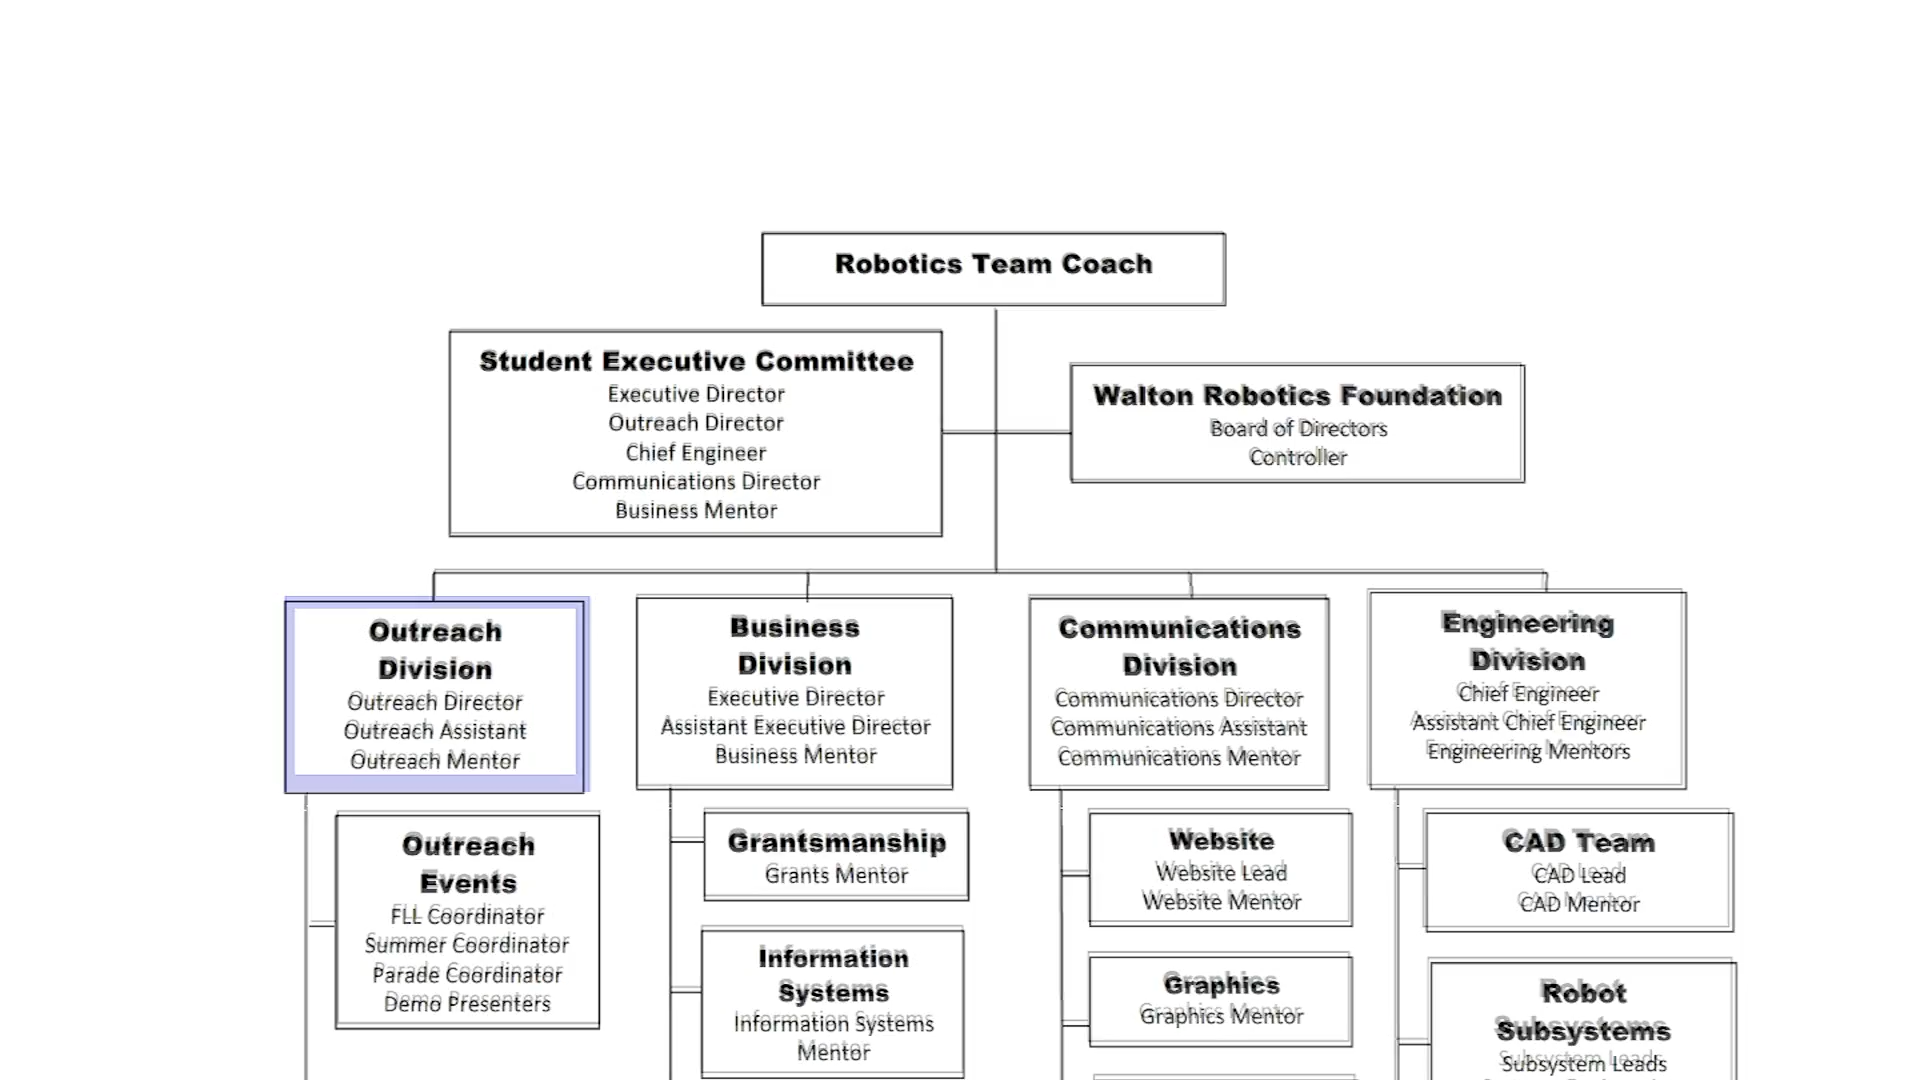 Robotics Team Coach
Student Executive Committee
Executive Director
Outreach Director
Chief Engineer
Communications Director
Business Mentor
Walton Robotics Foundation
Board of Directors
Controller
Outreach
Division
Outreach Director
Outreach Assistant
Outreach Mentor
Outreach
Events
FLL Coordinator
Summer Coordinator
Parade Coordinator
Demo Presenters
Business
Division
Executive Director
Assistant Executive Director
Business Mentor
Grantsmanship
Grants Mentor
Information
Systems
Information Systems
Mentor
Communications
Division
Communications Director
Communications Assistant
Communications Mentor
Website
Website Lead
Website Mentor
Graphics
Graphics Mentor
Engineering
Division
Chief Engineer
Assistant Chief Engineer
Engineering Mentors
CAD Team
CAD Lead
CAD Mentor
Robot
Subsystems
Subsystem Leads